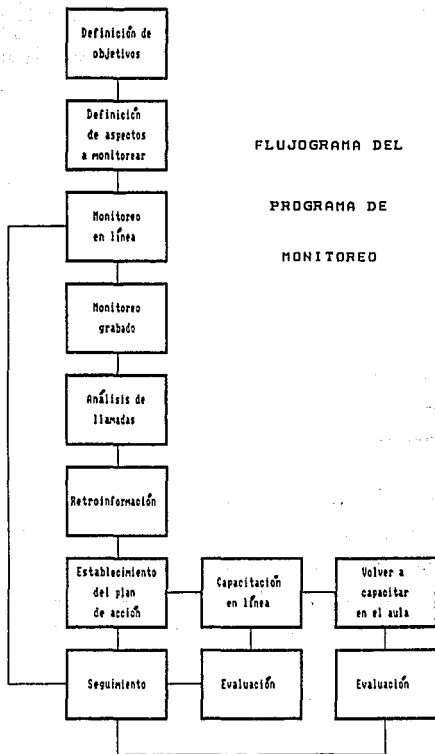 Definición de
objetivos
Definición
de aspectos
a monitorear
FLUJOGRAMA DEL
PROGRAMA DE
MONITOREO
Monitoreo
en línea
Monitoreo
grabado
Análisis de
llamadas
Retroinformación
Establecimiento
del plan
de acción
Capacitación
en línea
Volver a
capacitar
en el aula
Seguimiento
Evaluación
Evaluación